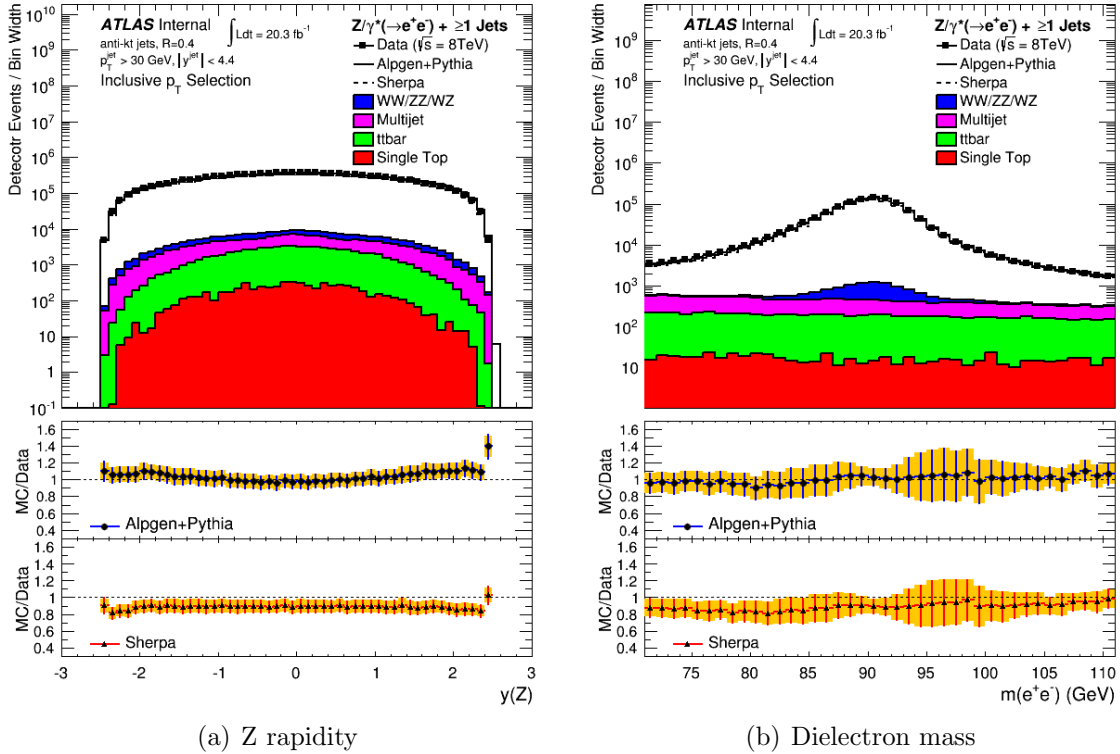 Detecotr Events / Bin Width
10^10
10^9
10^8
10^7
10^6
10^5
10^4
10^3
10^2
10
1
10^-1
ATLAS Internal
anti-kt jets, R=0.4
∫Ldt = 20.3 fb^-1
p_T^jet > 30 GeV, |y^jet| < 4.4
Inclusive p_T Selection
Z/γ*(→e^+e^-) + ≥1 Jets
Data (√s = 8TeV)
Alpgen+Pythia
Sherpa
WW/ZZ/WZ
Multijet
ttbar
Single Top
MC/Data
1.6
1.4
1.2
1
0.8
0.6
0.4
Alpgen+Pythia
MC/Data
1.6
1.4
1.2
1
0.8
0.6
0.4
Sherpa
-3 -2 -1 0 1 2 3
y(Z)
(a) Z rapidity
Detecotr Events / Bin Width
10^9
10^8
10^7
10^6
10^5
10^4
10^3
10^2
10
ATLAS Internal
anti-kt jets, R=0.4
∫Ldt = 20.3 fb^-1
p_T^jet > 30 GeV, |y^jet| < 4.4
Inclusive p_T Selection
Z/γ*(→e^+e^-) + ≥1 Jets
Data (√s = 8TeV)
Alpgen+Pythia
Sherpa
WW/ZZ/WZ
Multijet
ttbar
Single Top
MC/Data
1.6
1.4
1.2
1
0.8
0.6
0.4
Alpgen+Pythia
MC/Data
1.6
1.4
1.2
1
0.8
0.6
0.4
Sherpa
75 80 85 90 95 100 105 110
m(e^+e^-) (GeV)
(b) Dielectron mass